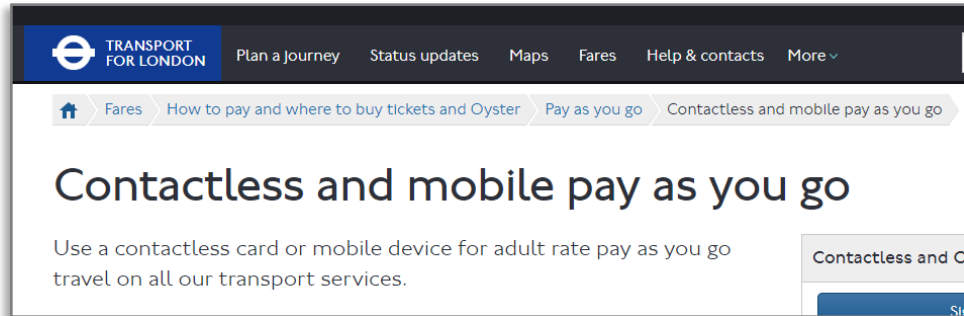 TRANSPORT
FOR LONDON
Plan a journey Status updates Maps Fares Help & contacts More
Fares How to pay and where to buy tickets and Oyster Pay as you go Contactless and mobile pay as you go
Contactless and mobile pay as you go
Use a contactless card or mobile device for adult rate pay as you go
travel on all our transport services.
Contactless and